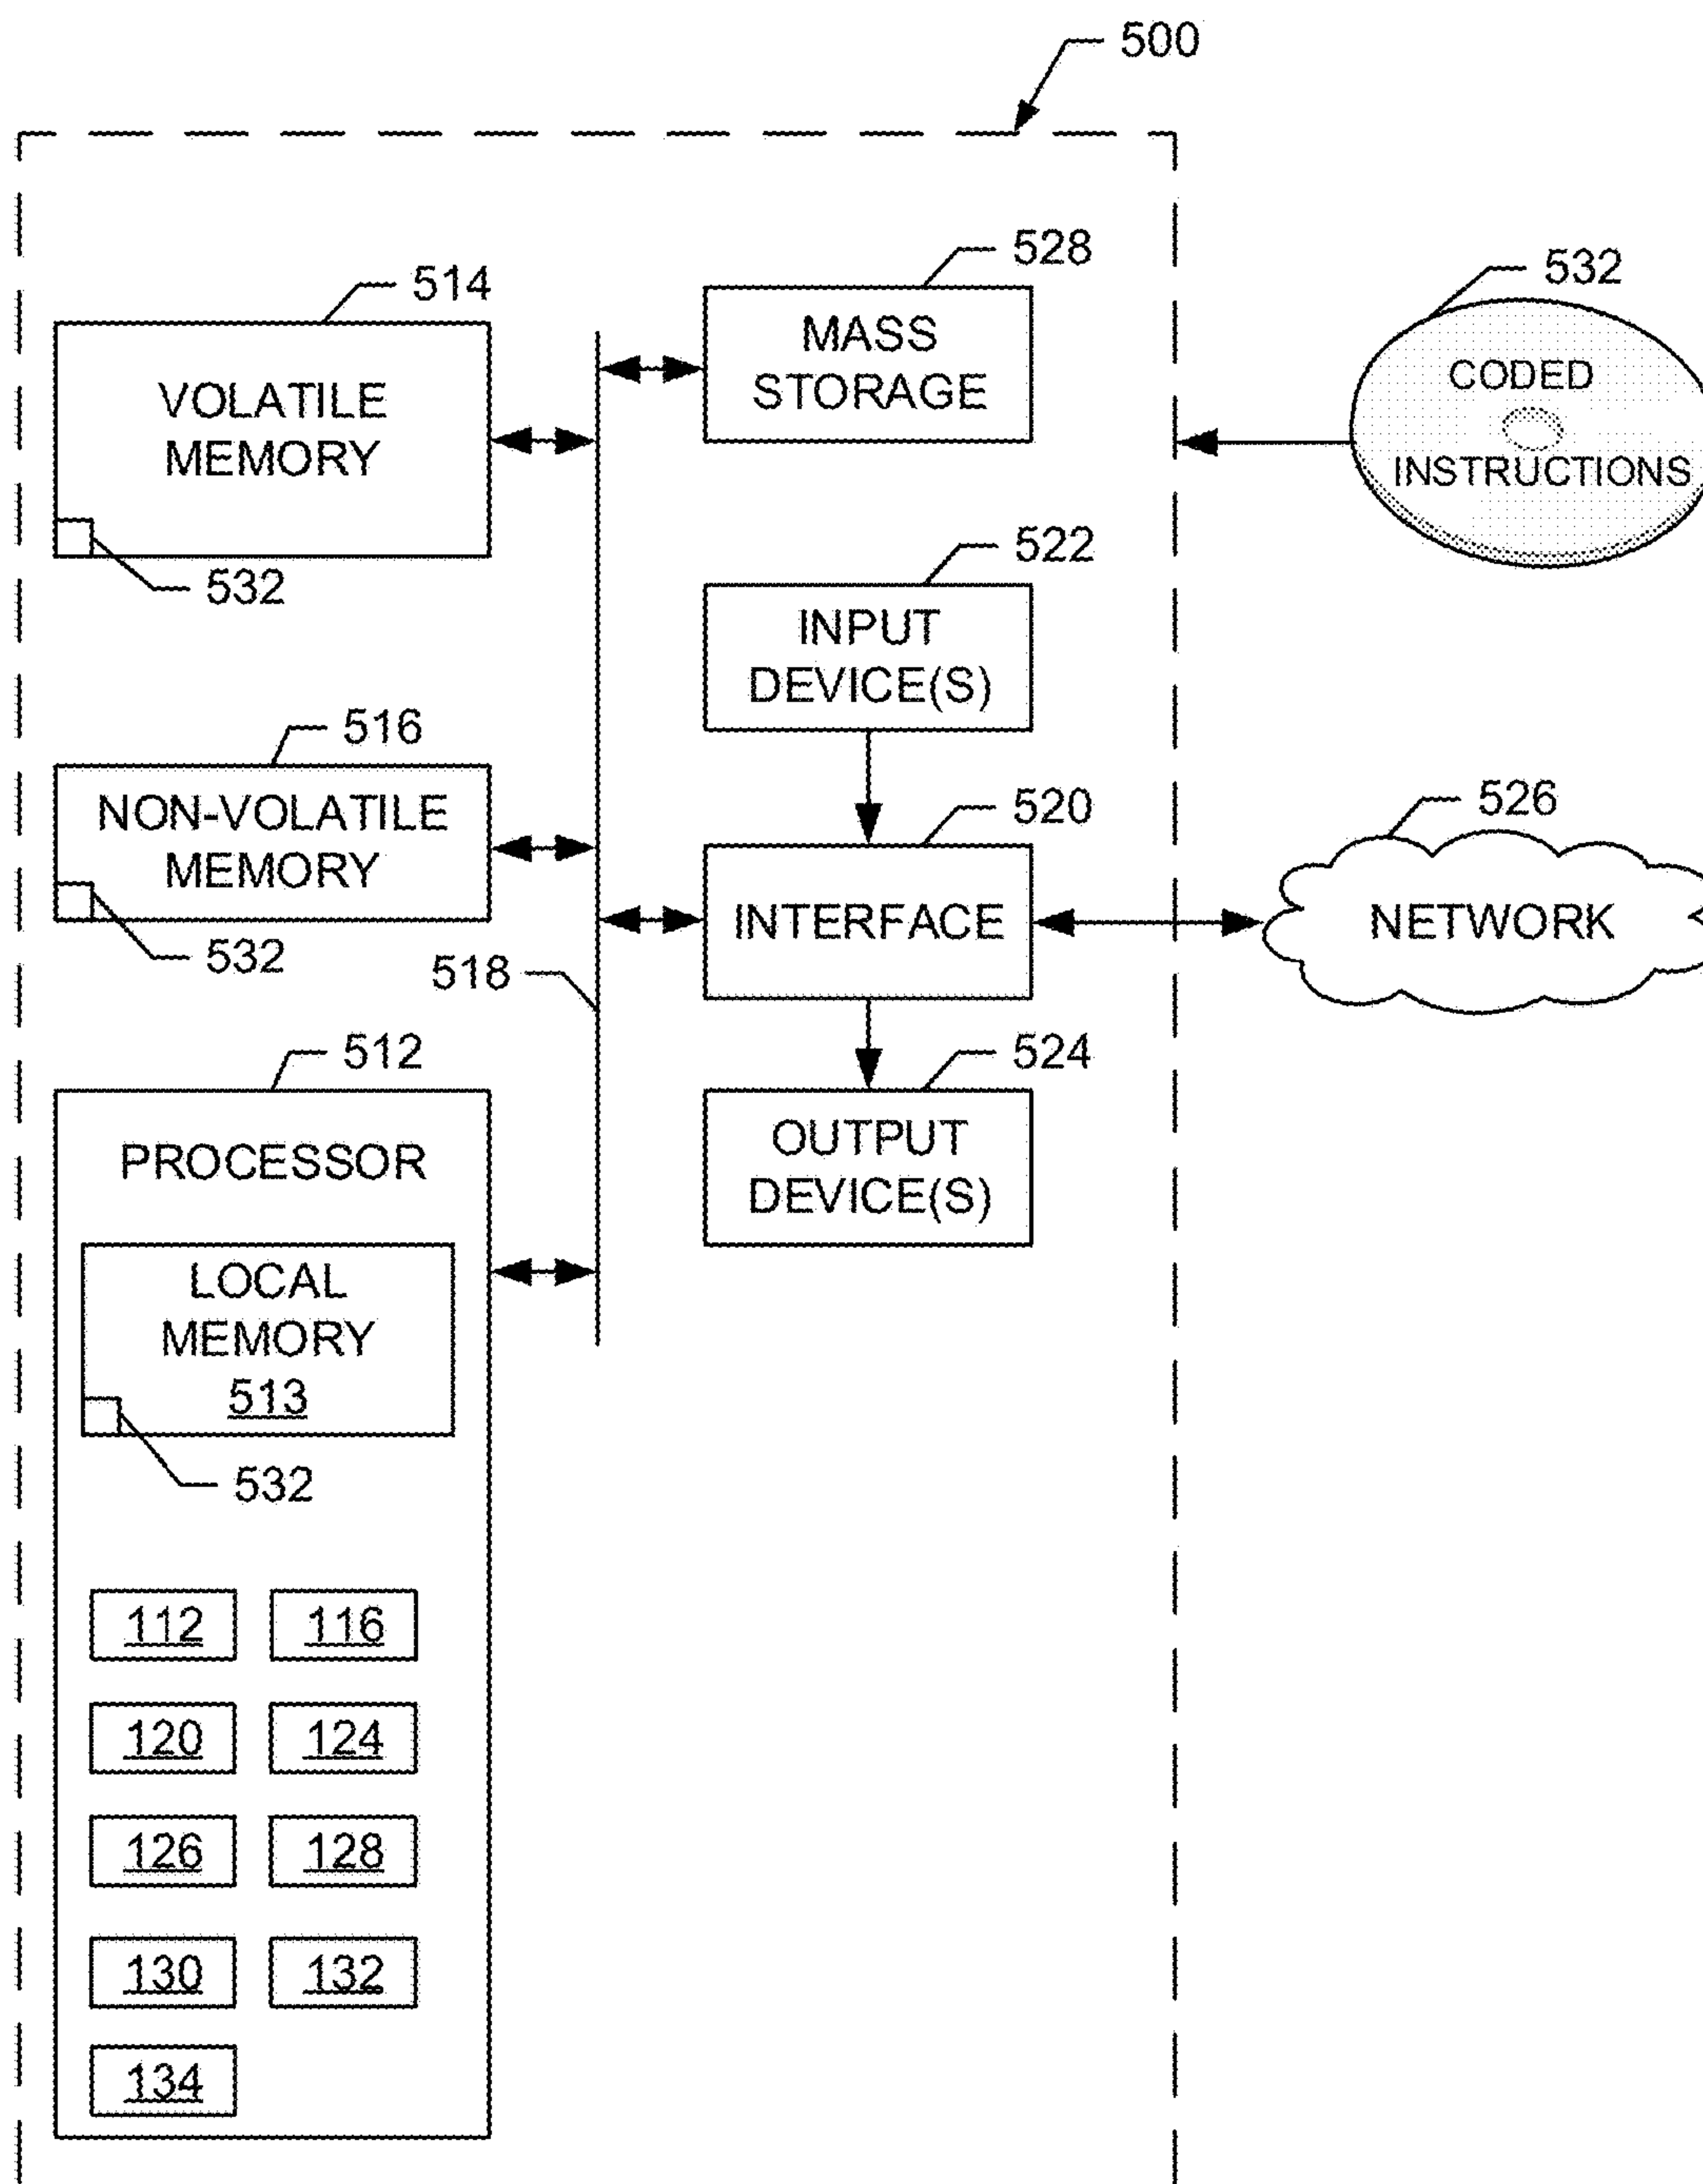 500
528
514
532
MASS
STORAGE
VOLATILE
MEMORY
CODED
INSTRUCTIONS
532
522
INPUT
DEVICE(S)
516
520
526
NON-VOLATILE
MEMORY
INTERFACE
NETWORK
532
518
512
524
PROCESSOR
OUTPUT
DEVICE(S)
LOCAL
MEMORY
513
532
112 116
120 124
126 128
130 132
134